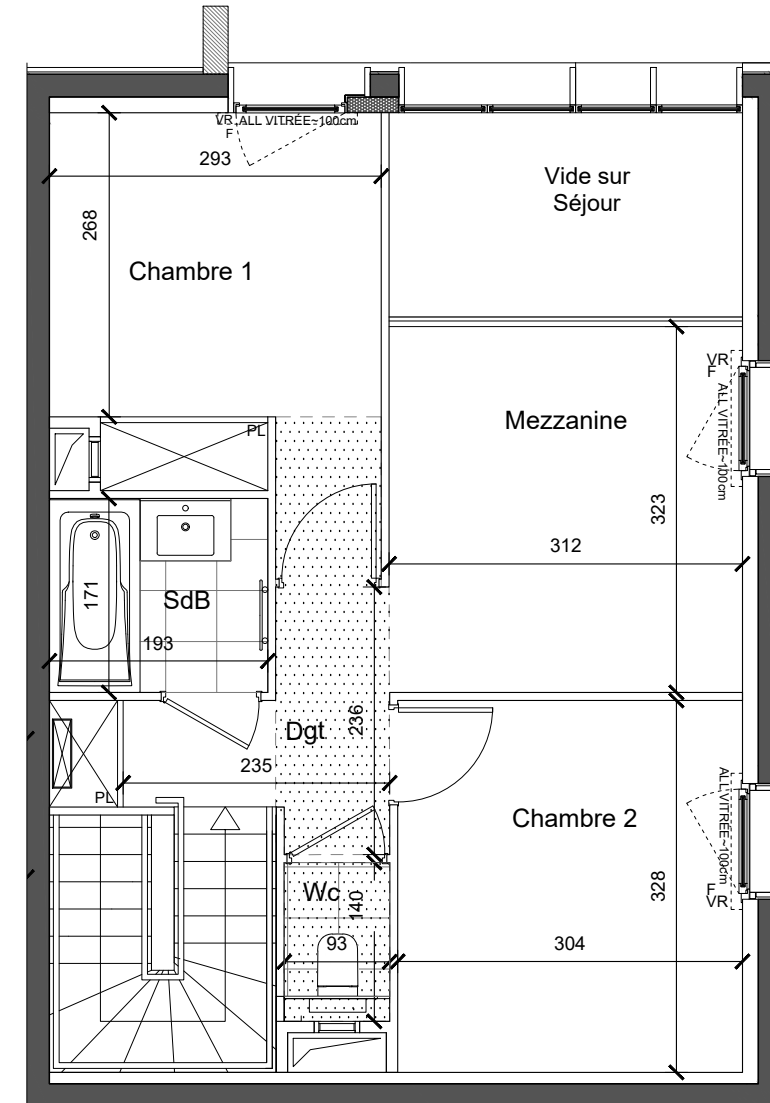 VR ALL VITRÉE~100cm
F
293
Vide sur
Séjour
268
Chambre 1
VR
F
ALL VITRÉE~100cm
Mezzanine
PL
323
312
171
SdB
193
Dgt
236
235
PL
ALL VITRÉE~100cm
Chambre 2
F
VR
328
Wc
140
93
304